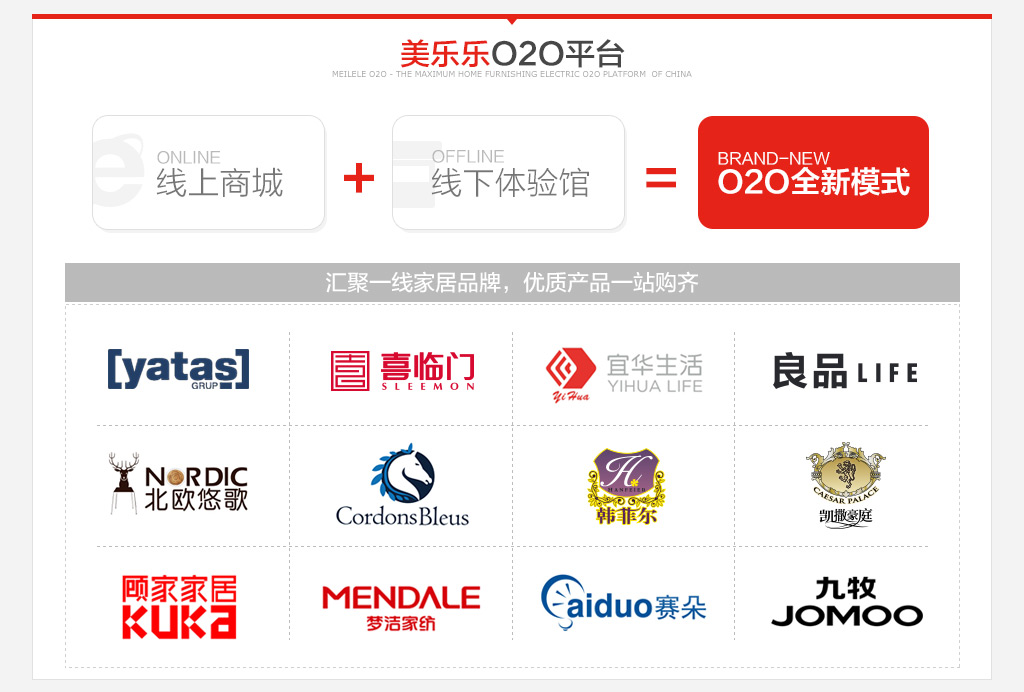 美乐乐O2O平台
MEILELE O2O - THE MAXIMUM HOME FURNISHING ELECTRIC O2O PLATFORM OF CHINA
ONLINE
线上商城
+
OFFLINE
线下体验馆
=
BRAND-NEW
O2O全新模式
汇聚一线家居品牌，优质产品一站购齐
[yatas]
GRUP
喜临门
SLEEMON
Yi Hua
宜华生活
YIHUA LIFE
良品 LIFE
NORDIC
北欧悠歌
CordonsBleus
H
HANFEIER
韩菲尔
CAESAR PALACE
凯撒豪庭
顾家家居
KUKa
MENDALE
梦洁家纺
aiduo赛朵
九牧
JOMOO